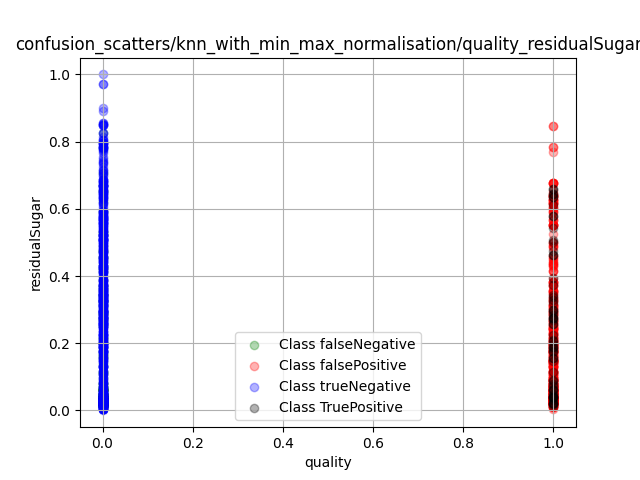 confusion_scatters/knn_with_min_max_normalisation/quality_residualSugar
1.0
0.8
0.6
0.4
0.2
0.0
residualSugar
Class falseNegative
Class falsePositive
Class trueNegative
Class TruePositive
0.0 0.2 0.4 0.6 0.8 1.0
quality